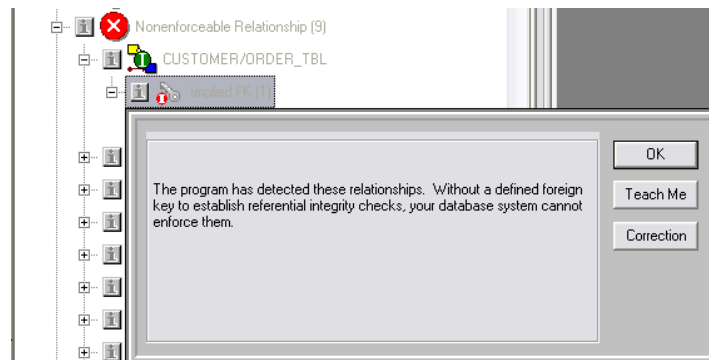 Nonenforceable Relationship (9)
CUSTOMER/ORDER_TBL
Implied FK (1)
OK
The program has detected these relationships. Without a defined foreign
key to establish referential integrity checks, your database system cannot
enforce them.
Teach Me
Correction